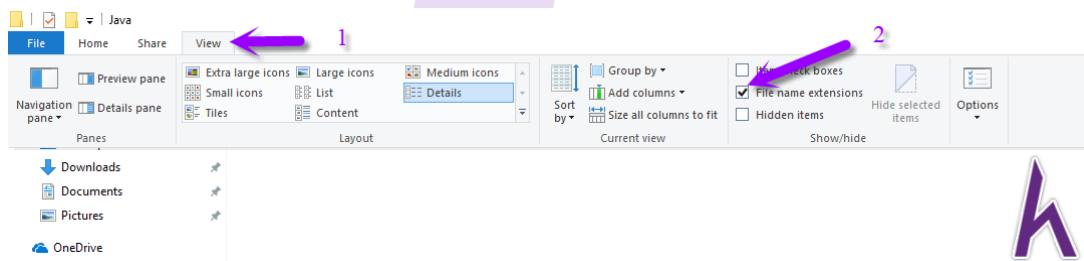 Java
File Home Share View 1 2
Preview pane
Navigation pane
Details pane
Panes
Extra large icons Large icons Medium icons
Small icons List Details
Tiles Content
Layout
Sort by
Group by
Add columns
Size all columns to fit
Current view
Item check boxes
File name extensions
Hidden items
Hide selected items
Show/hide
Options
Downloads
Documents
Pictures
OneDrive
h